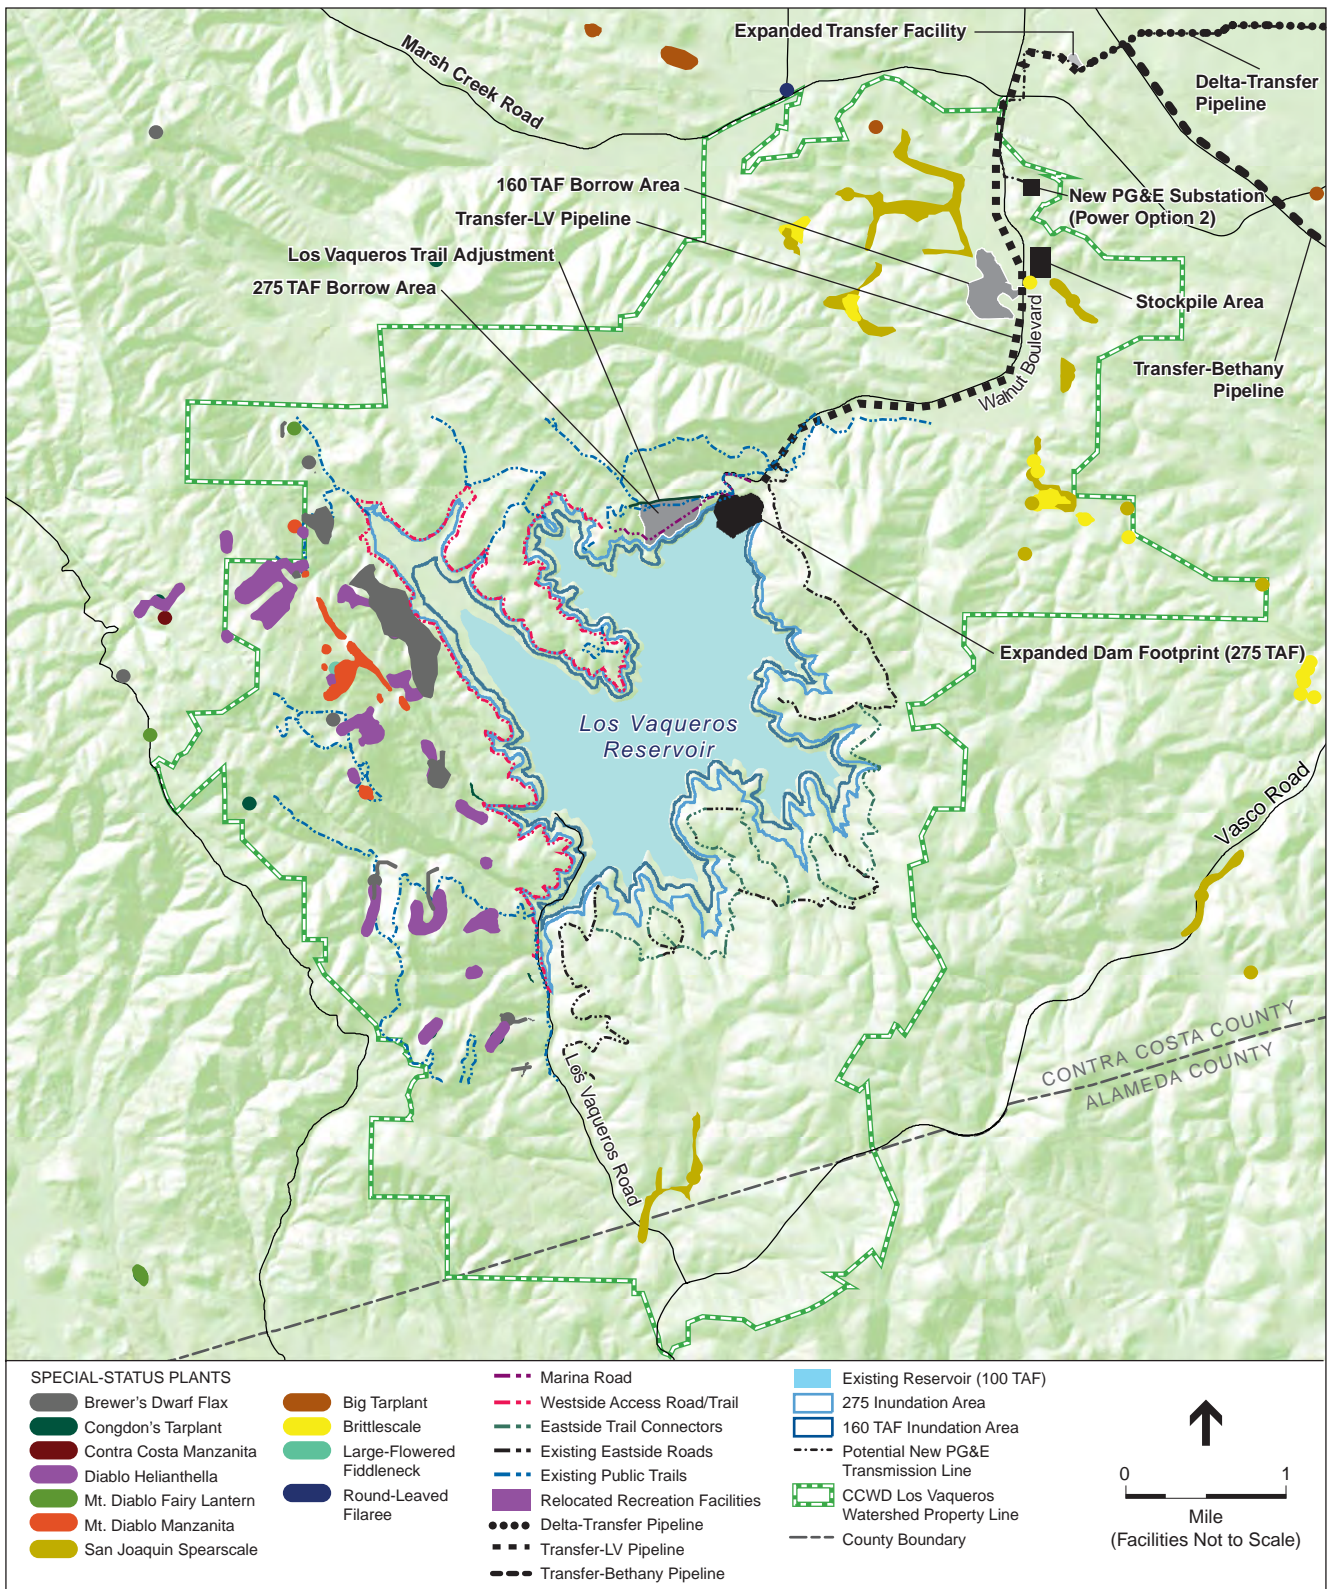 Expanded Transfer Facility
Marsh Creek Road
Delta-Transfer
Pipeline
160 TAF Borrow Area
New PG&E Substation
(Power Option 2)
Transfer-LV Pipeline
Los Vaqueros Trail Adjustment
275 TAF Borrow Area
Stockpile Area
Walnut Boulevard
Transfer-Bethany
Pipeline
Expanded Dam Footprint (275 TAF)
Los Vaqueros
Reservoir
Vasco Road
CONTRA COSTA COUNTY
ALAMEDA COUNTY
Los Vaqueros Road
SPECIAL-STATUS PLANTS
Brewer's Dwarf Flax
Congdon's Tarplant
Contra Costa Manzanita
Diablo Helianthella
Mt. Diablo Fairy Lantern
Mt. Diablo Manzanita
San Joaquin Spearscale
Big Tarplant
Brittlescale
Large-Flowered
Fiddleneck
Round-Leaved
Filaree
Marina Road
Westside Access Road/Trail
Eastside Trail Connectors
Existing Eastside Roads
Existing Public Trails
Relocated Recreation Facilities
Delta-Transfer Pipeline
Transfer-LV Pipeline
Transfer-Bethany Pipeline
Existing Reservoir (100 TAF)
275 Inundation Area
160 TAF Inundation Area
Potential New PG&E
Transmission Line
CCWD Los Vaqueros
Watershed Property Line
County Boundary
0 1
Mile
(Facilities Not to Scale)